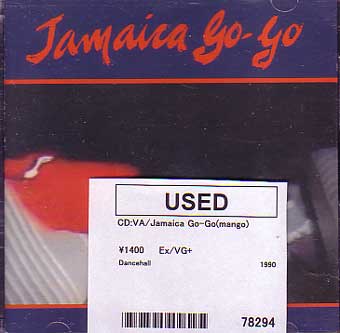 Jamaica Go-Go
USED
CD:VA/Jamaica Go-Go(mango)
¥1400 Ex/VG+
Dancehall 1990
78294